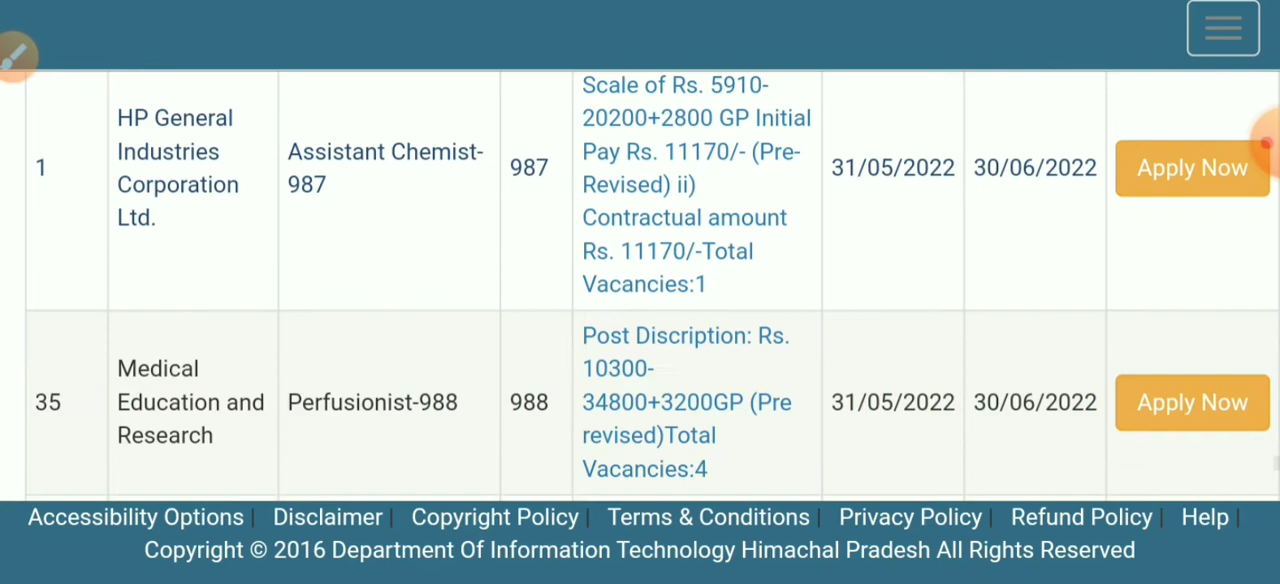 1
HP General
Industries
Corporation
Ltd.
Assistant Chemist-
987
987
Scale of Rs. 5910-
20200+2800 GP Initial
Pay Rs. 11170/- (Pre-
Revised) ii)
Contractual amount
Rs. 11170/-Total
Vacancies:1
31/05/2022
30/06/2022
Apply Now
35
Medical
Education and
Research
Perfusionist-988
988
Post Discription: Rs.
10300-
34800+3200GP (Pre
revised)Total
Vacancies:4
31/05/2022
30/06/2022
Apply Now
Accessibility Options | Disclaimer | Copyright Policy | Terms & Conditions | Privacy Policy | Refund Policy | Help |
Copyright © 2016 Department Of Information Technology Himachal Pradesh All Rights Reserved